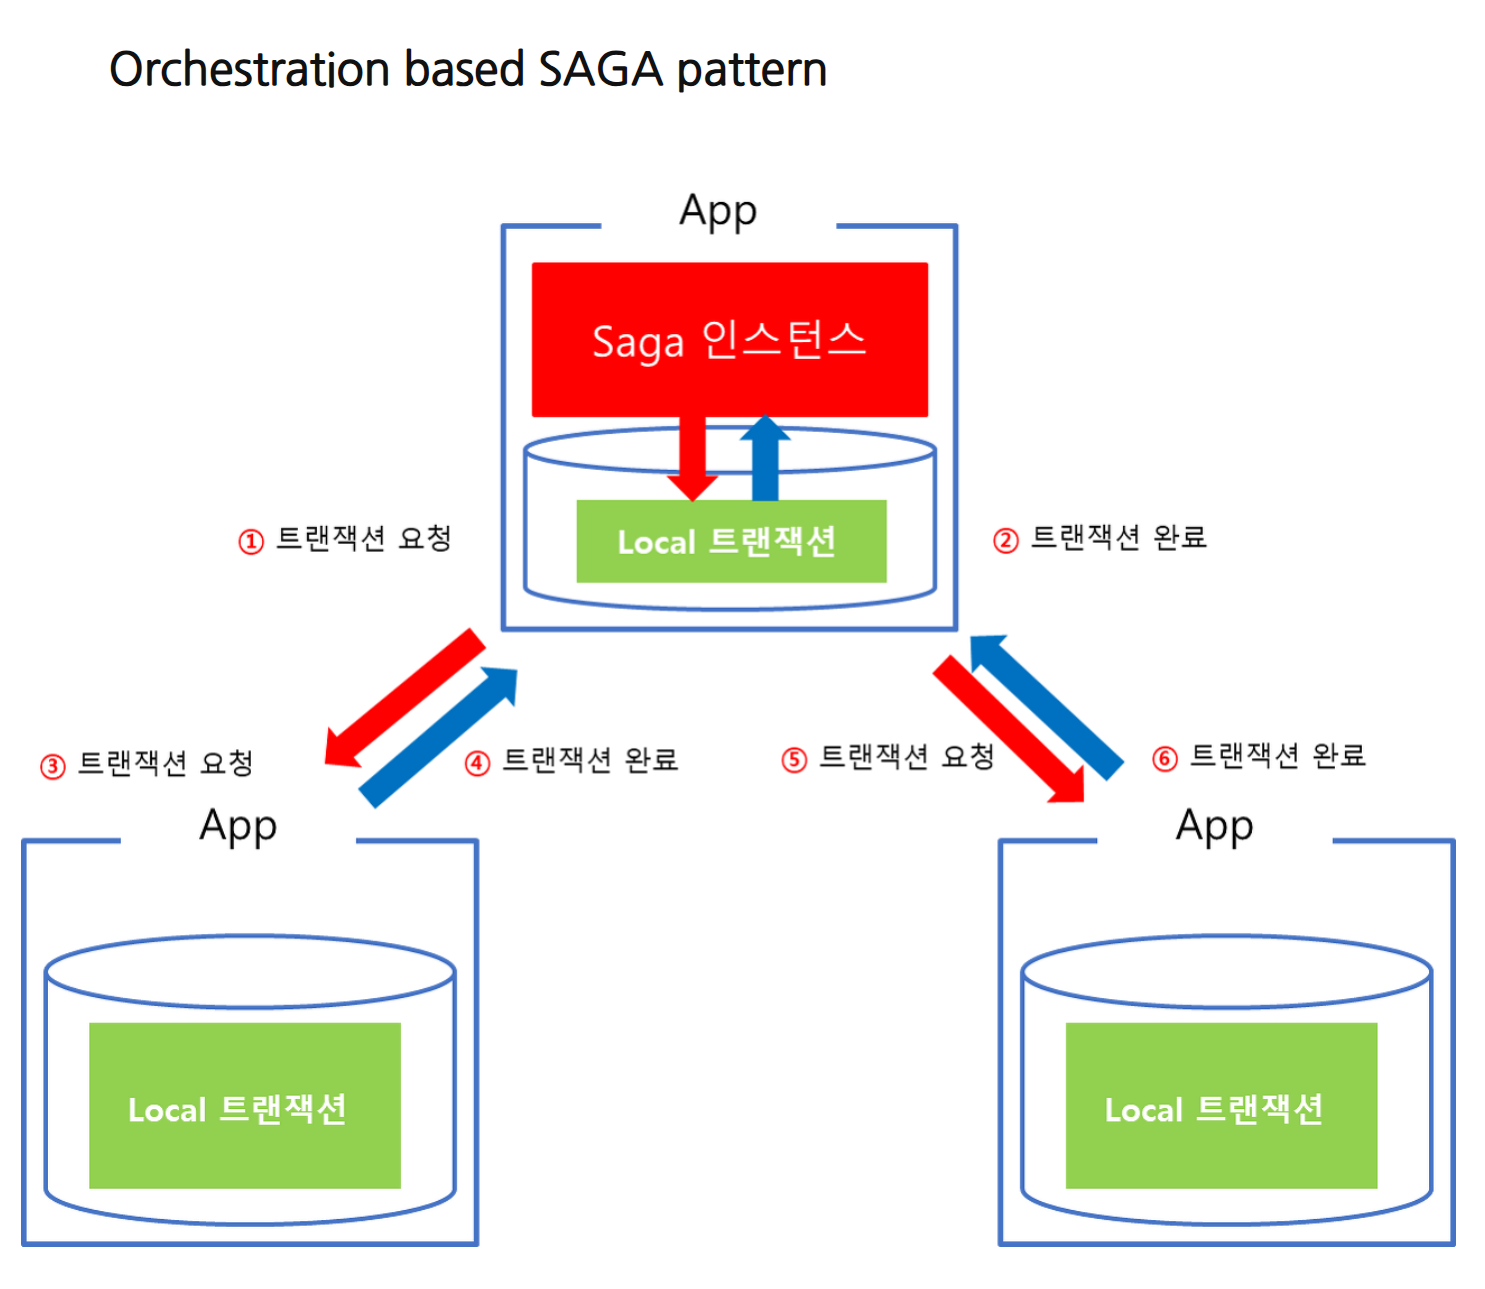 Orchestration based SAGA pattern
App
Saga 인스턴스
Local 트랜잭션
① 트랜잭션 요청
② 트랜잭션 완료
③ 트랜잭션 요청
④ 트랜잭션 완료
⑤ 트랜잭션 요청
⑥ 트랜잭션 완료
App
App
Local 트랜잭션
Local 트랜잭션